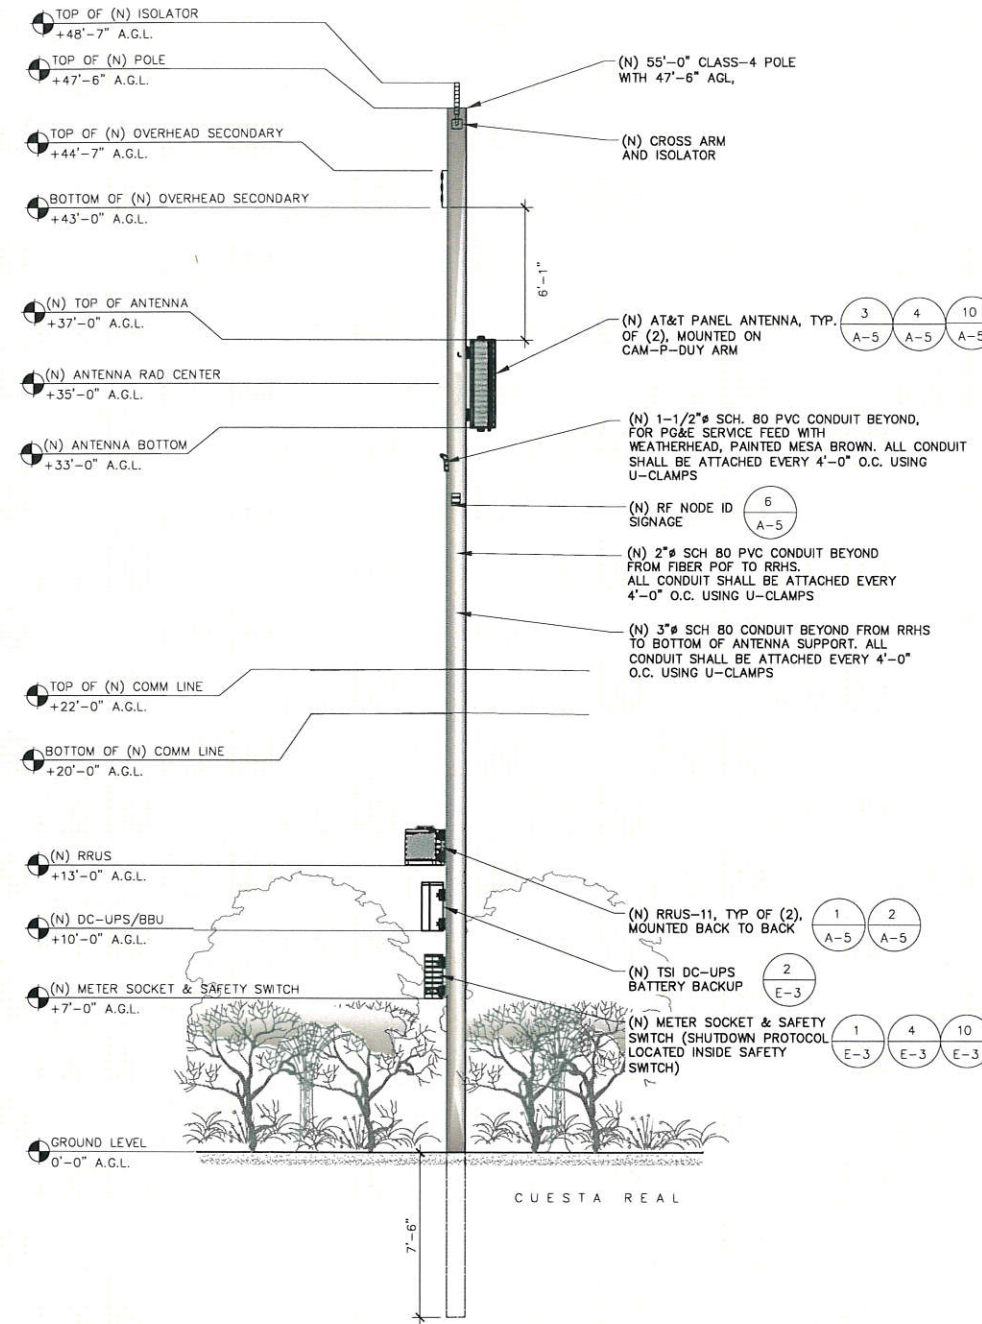 TOP OF (N) ISOLATOR
+48'-7" A.G.L.
TOP OF (N) POLE
+47'-6" A.G.L.
TOP OF (N) OVERHEAD SECONDARY
+44'-7" A.G.L.
BOTTOM OF (N) OVERHEAD SECONDARY
+43'-0" A.G.L.
(N) TOP OF ANTENNA
+37'-0" A.G.L.
(N) ANTENNA RAD CENTER
+35'-0" A.G.L.
(N) ANTENNA BOTTOM
+33'-0" A.G.L.
TOP OF (N) COMM LINE
+22'-0" A.G.L.
BOTTOM OF (N) COMM LINE
+20'-0" A.G.L.
(N) RRUS
+13'-0" A.G.L.
(N) DC-UPS/BBU
+10'-0" A.G.L.
(N) METER SOCKET & SAFETY SWITCH
+7'-0" A.G.L.
GROUND LEVEL
0'-0" A.G.L.
6'-1"
7'-6"
(N) 55'-0" CLASS-4 POLE
WITH 47'-6" AGL,
(N) CROSS ARM
AND ISOLATOR
(N) AT&T PANEL ANTENNA, TYP.
OF (2), MOUNTED ON
CAM-P-DUY ARM
3
A-5
4
A-5
10
A-5
(N) 1-1/2"ø SCH. 80 PVC CONDUIT BEYOND,
FOR PG&E SERVICE FEED WITH
WEATHERHEAD, PAINTED MESA BROWN. ALL CONDUIT
SHALL BE ATTACHED EVERY 4'-0" O.C. USING
U-CLAMPS
(N) RF NODE ID
SIGNAGE
6
A-5
(N) 2"ø SCH 80 PVC CONDUIT BEYOND
FROM FIBER POF TO RRHS.
ALL CONDUIT SHALL BE ATTACHED EVERY
4'-0" O.C. USING U-CLAMPS
(N) 3"ø SCH 80 CONDUIT BEYOND FROM RRHS
TO BOTTOM OF ANTENNA SUPPORT. ALL
CONDUIT SHALL BE ATTACHED EVERY 4'-0"
O.C. USING U-CLAMPS
(N) RRUS-11, TYP OF (2),
MOUNTED BACK TO BACK
1
A-5
2
A-5
(N) TSI DC-UPS
BATTERY BACKUP
2
E-3
(N) METER SOCKET & SAFETY
SWITCH (SHUTDOWN PROTOCOL
LOCATED INSIDE SAFETY
SWITCH)
1
E-3
4
E-3
10
E-3
CUESTA REAL